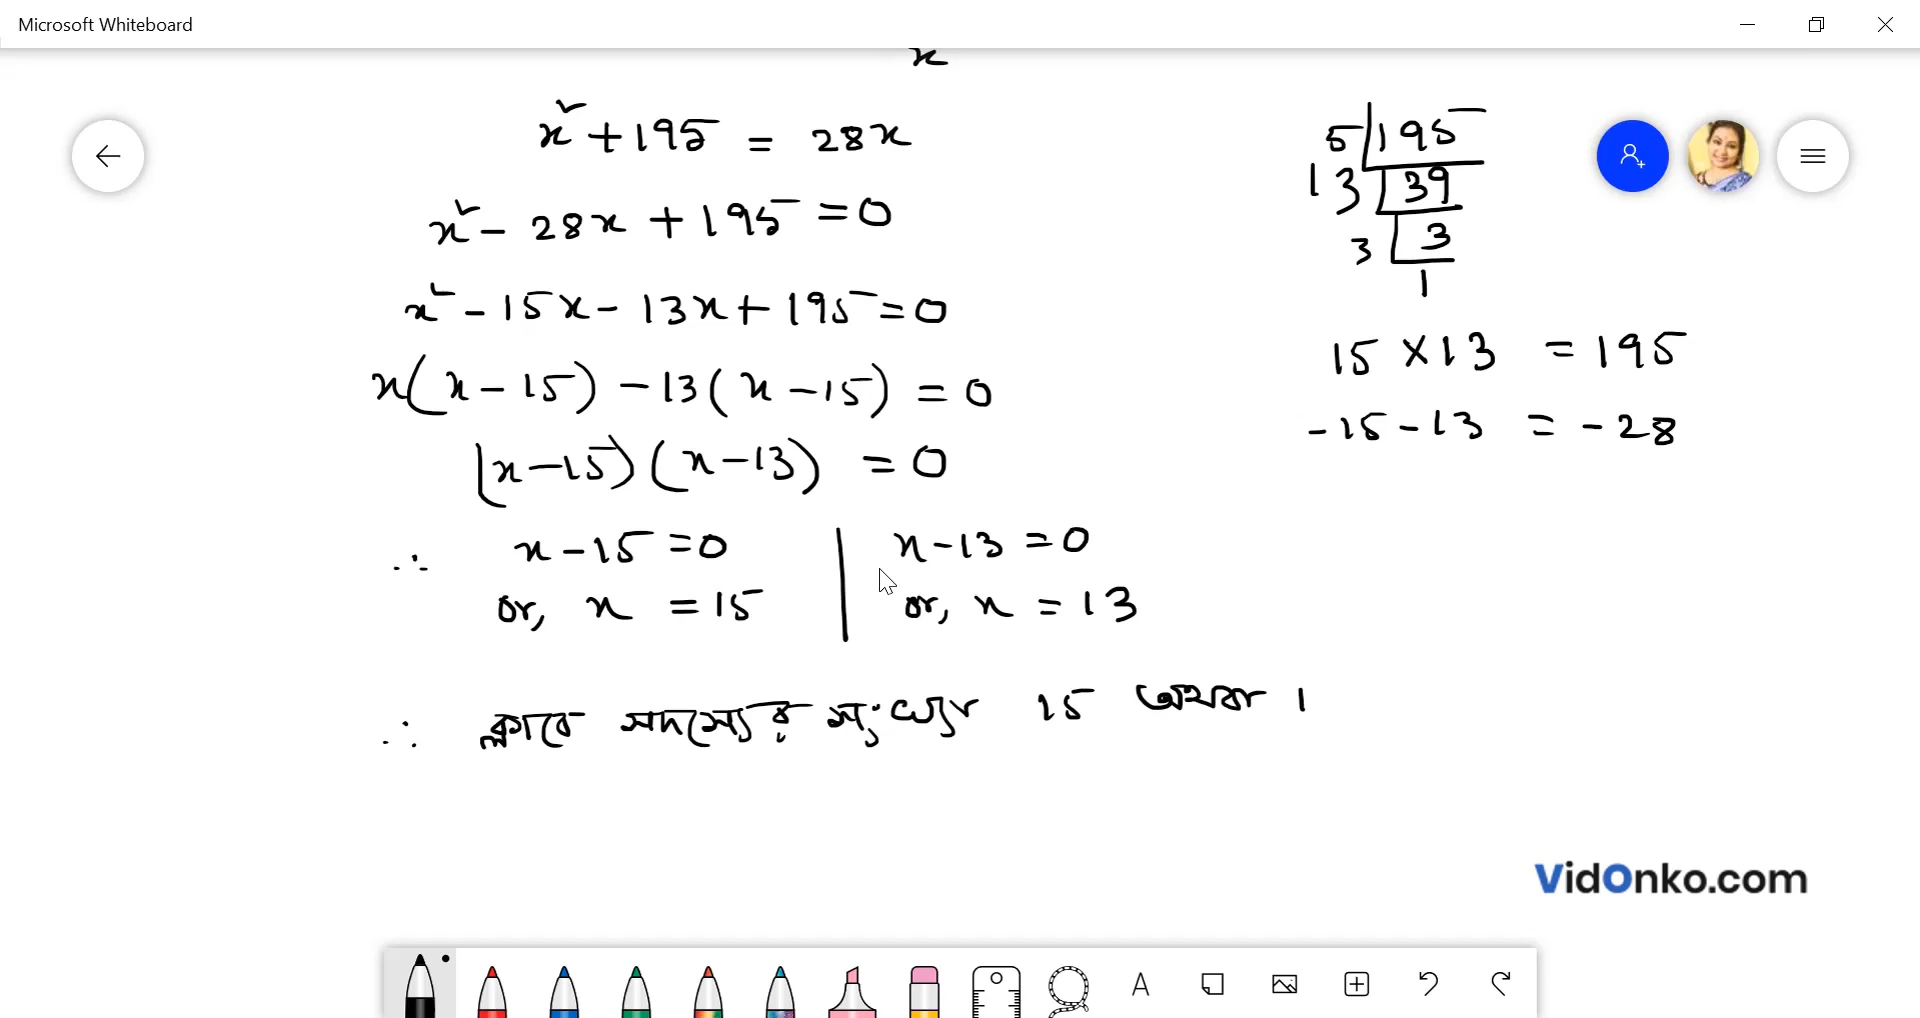 Microsoft Whiteboard
x
x² + 195 = 28x
x² - 28x + 195 = 0
x² - 15x - 13x + 195 = 0
x(x - 15) - 13(x - 15) = 0
(x - 15)(x - 13) = 0
∴ x - 15 = 0 | x - 13 = 0
or, x = 15 | or, x = 13
∴ ক্লাবে সদস্যের সংখ্যা 15 অথবা 1
5 | 195
13 | 39
3 | 3
1
15 × 13 = 195
-15 - 13 = -28
VidOnko.com
A